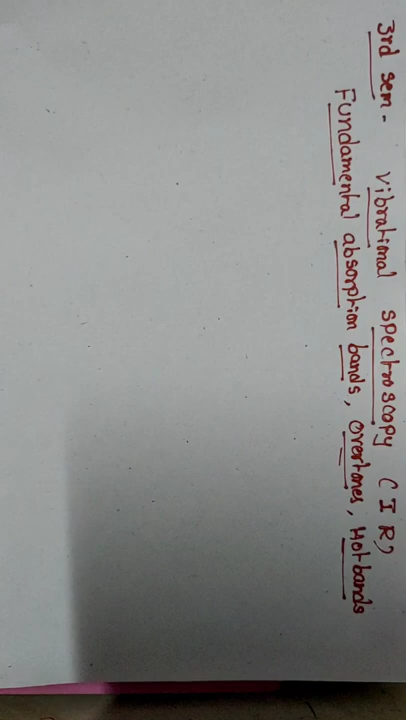 3rd sem - Vibrational spectroscopy (IR)
Fundamental absorption bands, overtones, Hot bands